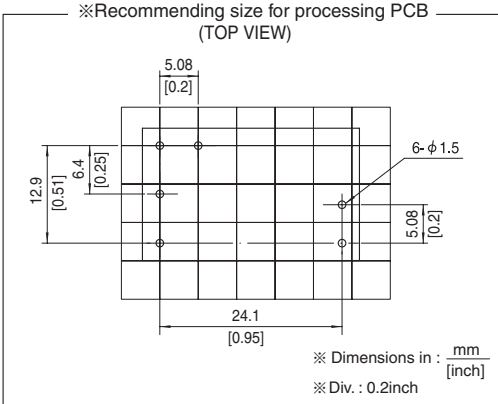 ※Recommending size for processing PCB
(TOP VIEW)
5.08
[0.2]
6-φ1.5
12.9
[0.51]
6.4
[0.25]
5.08
[0.2]
24.1
[0.95]
※ Dimensions in : mm
[inch]
※Div. : 0.2inch